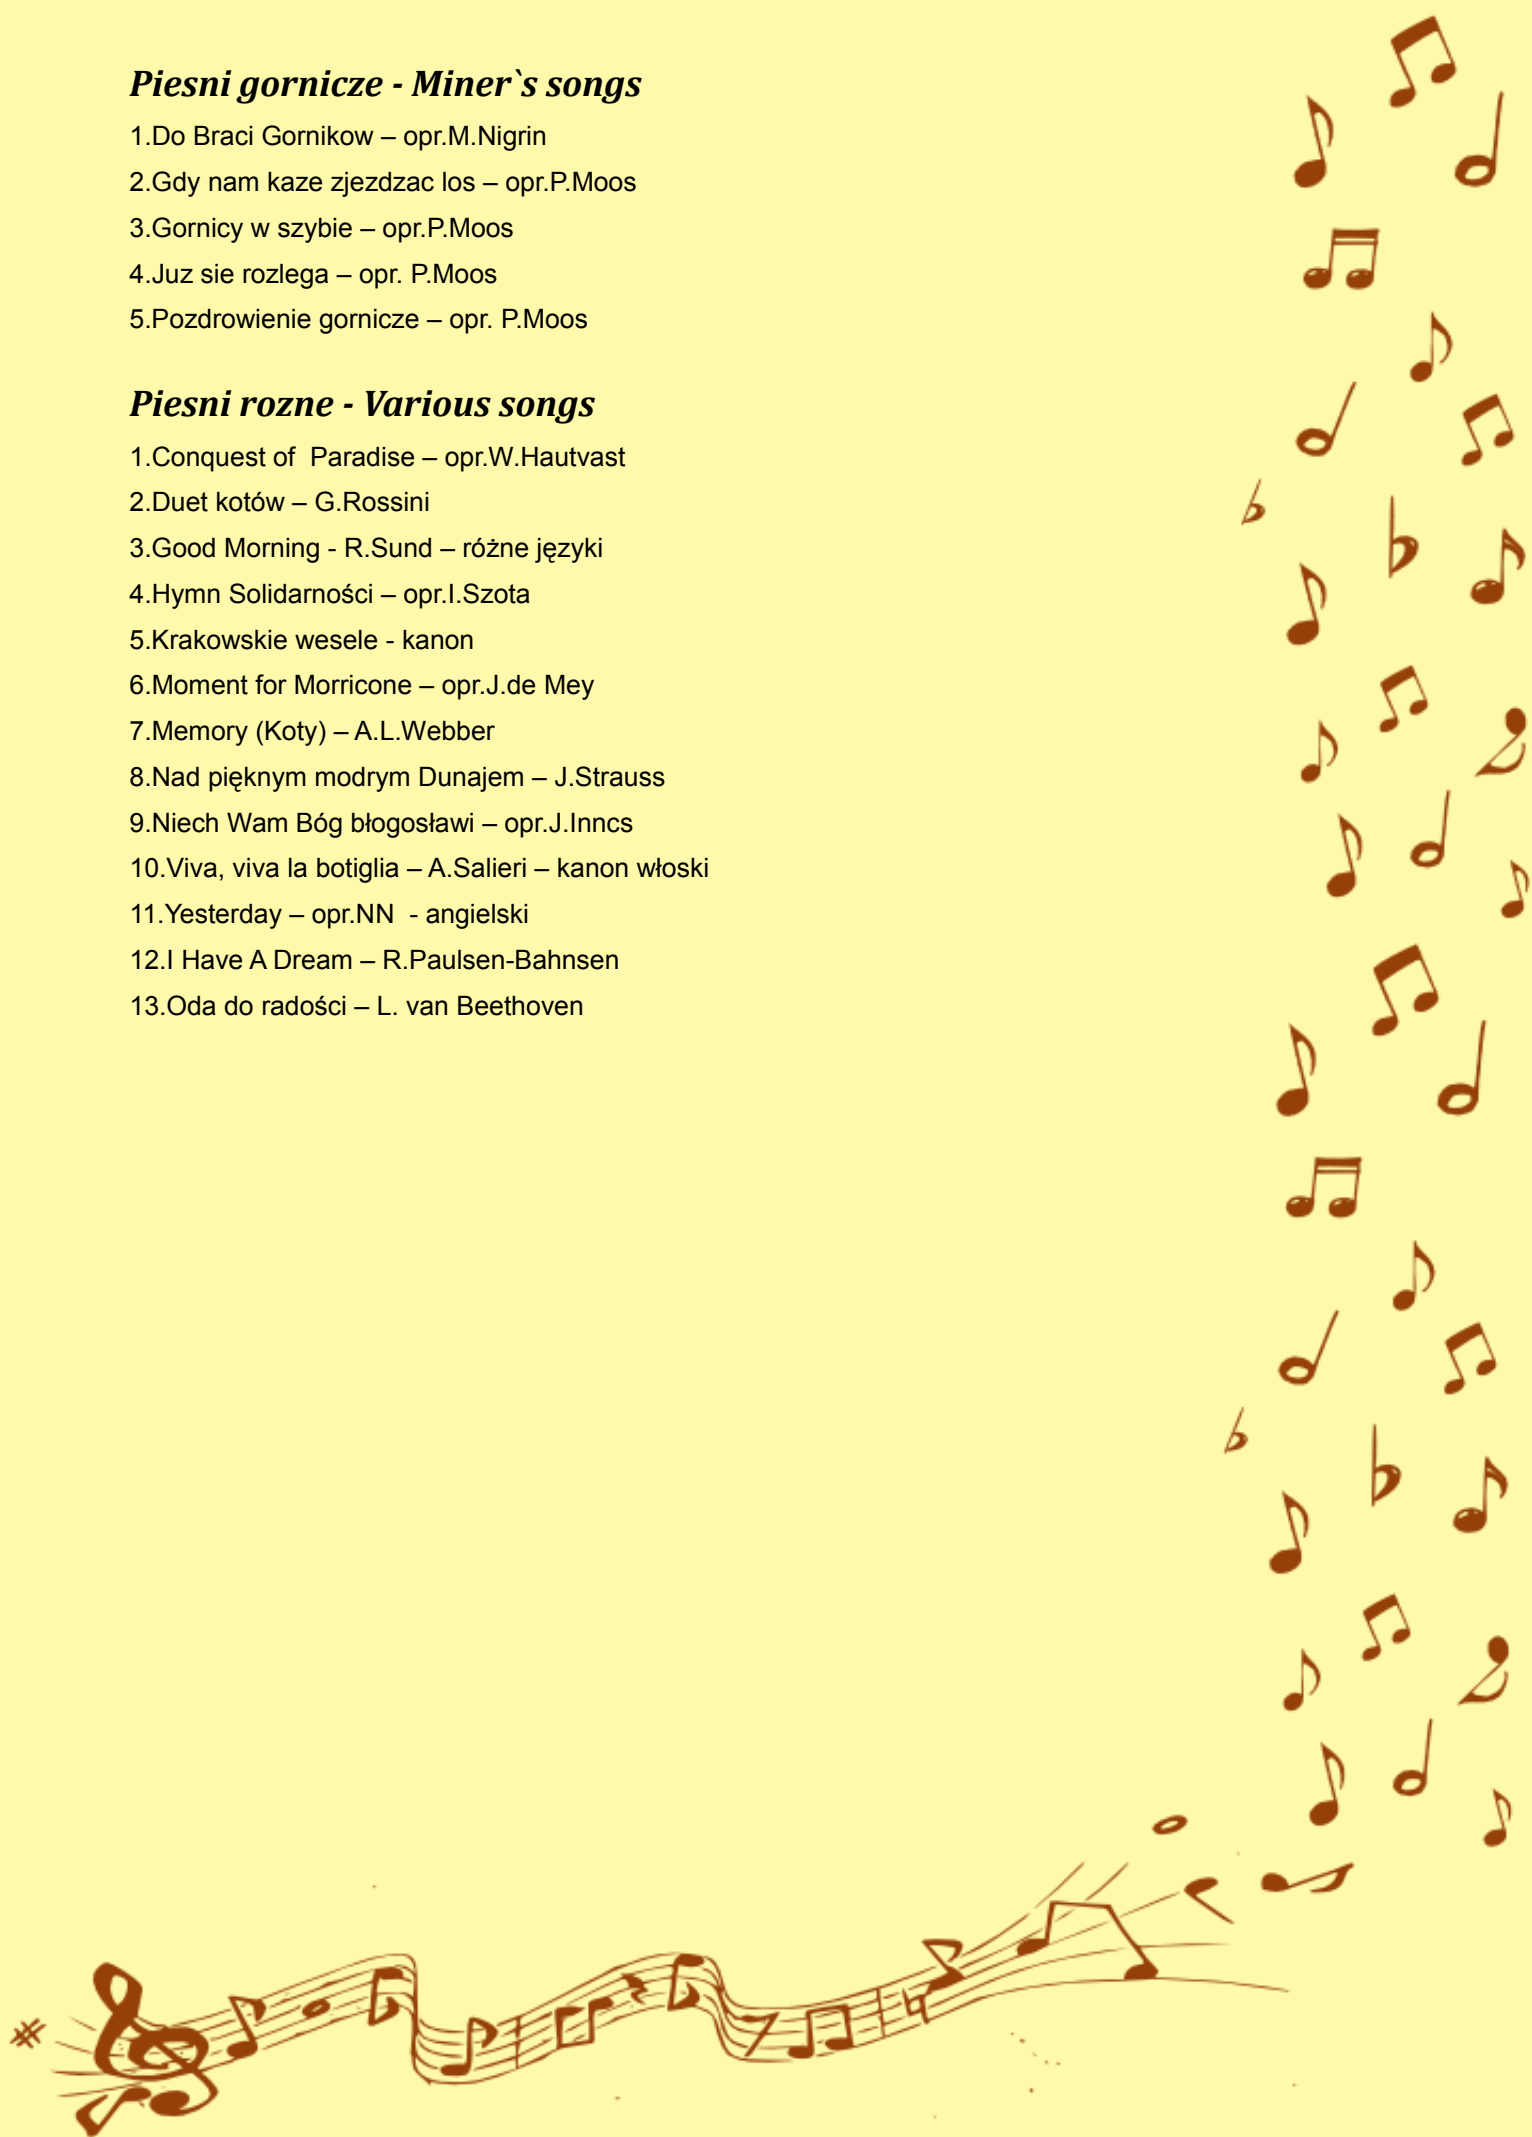 Piesni gornicze - Miner`s songs
1.Do Braci Gornikow – opr.M.Nigrin
2.Gdy nam kaze zjezdzac los – opr.P.Moos
3.Gornicy w szybie – opr.P.Moos
4.Juz sie rozlega – opr. P.Moos
5.Pozdrowienie gornicze – opr. P.Moos
Piesni rozne - Various songs
1.Conquest of  Paradise – opr.W.Hautvast
2.Duet kotów – G.Rossini
3.Good Morning - R.Sund – różne języki
4.Hymn Solidarności – opr.I.Szota
5.Krakowskie wesele - kanon
6.Moment for Morricone – opr.J.de Mey
7.Memory (Koty) – A.L.Webber
8.Nad pięknym modrym Dunajem – J.Strauss
9.Niech Wam Bóg błogosławi – opr.J.Inncs
10.Viva, viva la botiglia – A.Salieri – kanon włoski
11.Yesterday – opr.NN  - angielski
12.I Have A Dream – R.Paulsen-Bahnsen
13.Oda do radości – L. van Beethoven